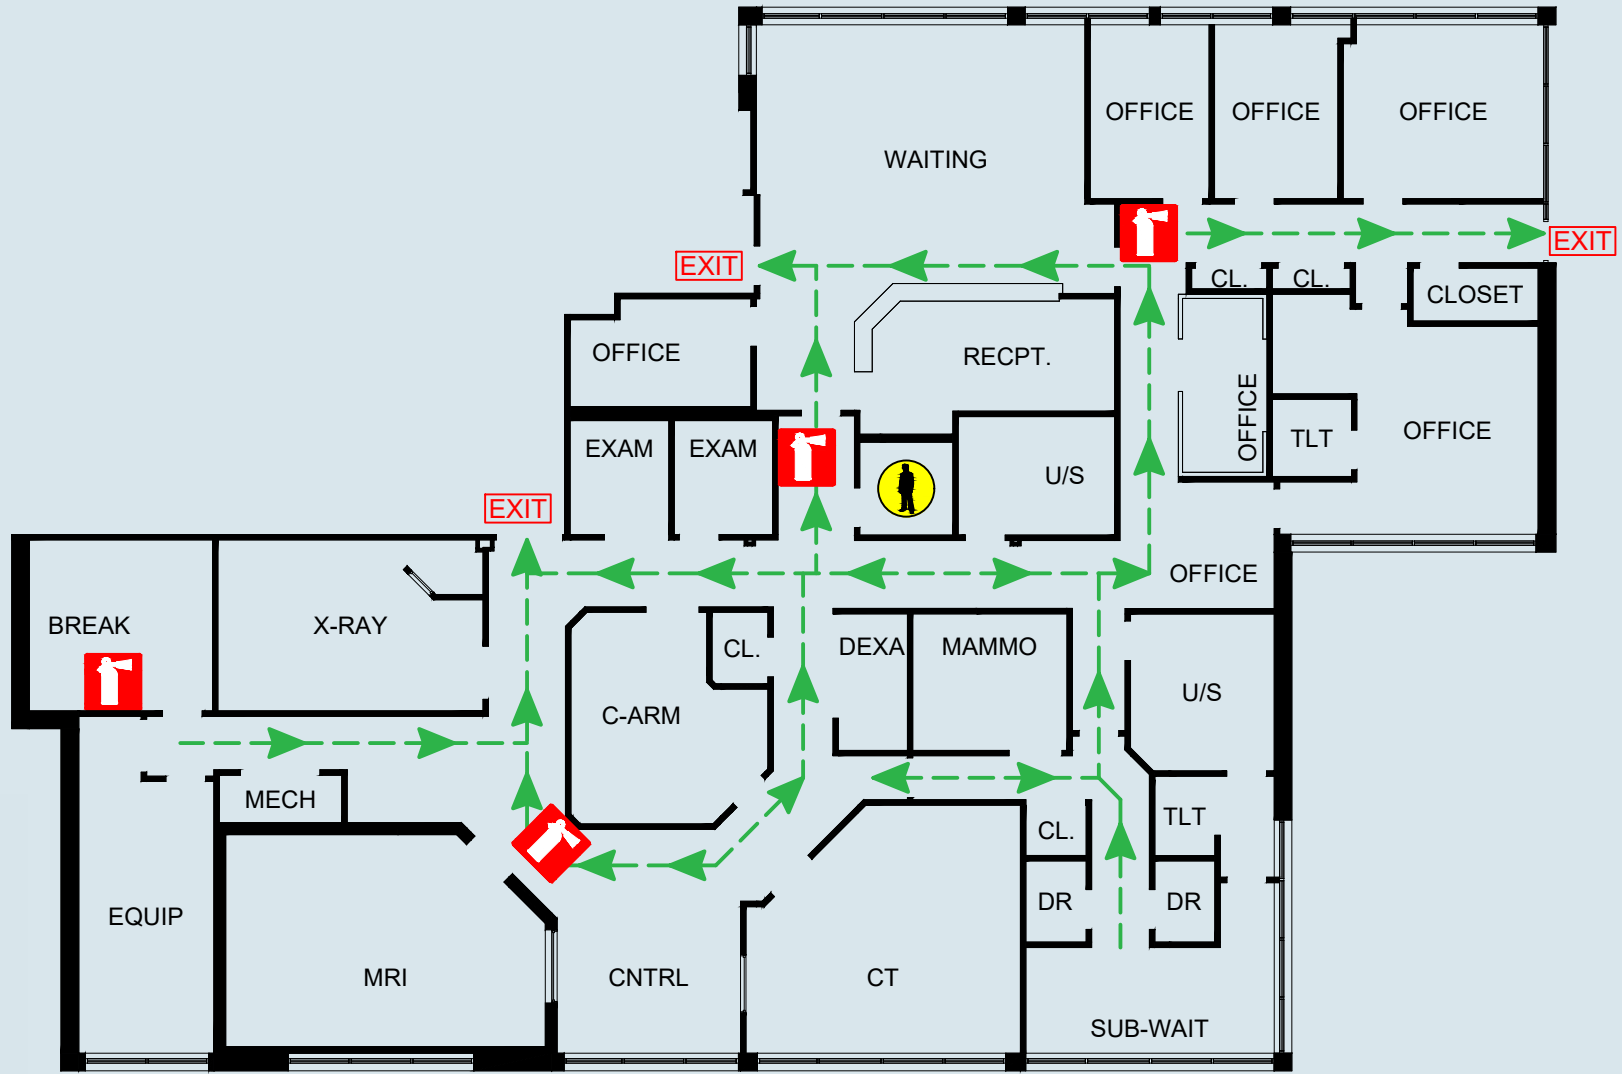 OFFICE
OFFICE
OFFICE
WAITING
EXIT
EXIT
CL.
CL.
CLOSET
OFFICE
RECPT.
OFFICE
TLT
OFFICE
EXAM
EXAM
U/S
EXIT
OFFICE
BREAK
X-RAY
CL.
DEXA
MAMMO
U/S
C-ARM
MECH
CL.
TLT
DR
DR
EQUIP
MRI
CNTRL
CT
SUB-WAIT